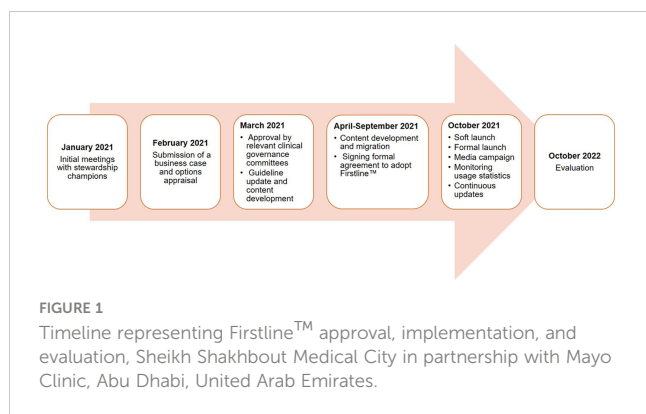 January 2021
Initial meetings
with stewardship
champions
February 2021
Submission of a
business case
and options
appraisal
March 2021
• Approval by
relevant clinical
governance
committees
• Guideline
update and
content
development
April-September 2021
• Content development
and migration
• Signing formal
agreement to adopt
Firstline™
October 2021
• Soft launch
• Formal launch
• Media campaign
• Monitoring
usage statistics
• Continuous
updates
October 2022
Evaluation
FIGURE 1
Timeline representing Firstline™ approval, implementation, and
evaluation, Sheikh Shakhbout Medical City in partnership with Mayo
Clinic, Abu Dhabi, United Arab Emirates.